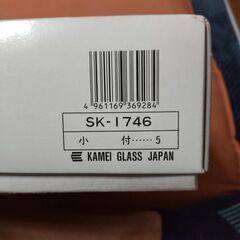 4 961169 369284
SK-1746
小 付……5
KAMEI GLASS JAPAN